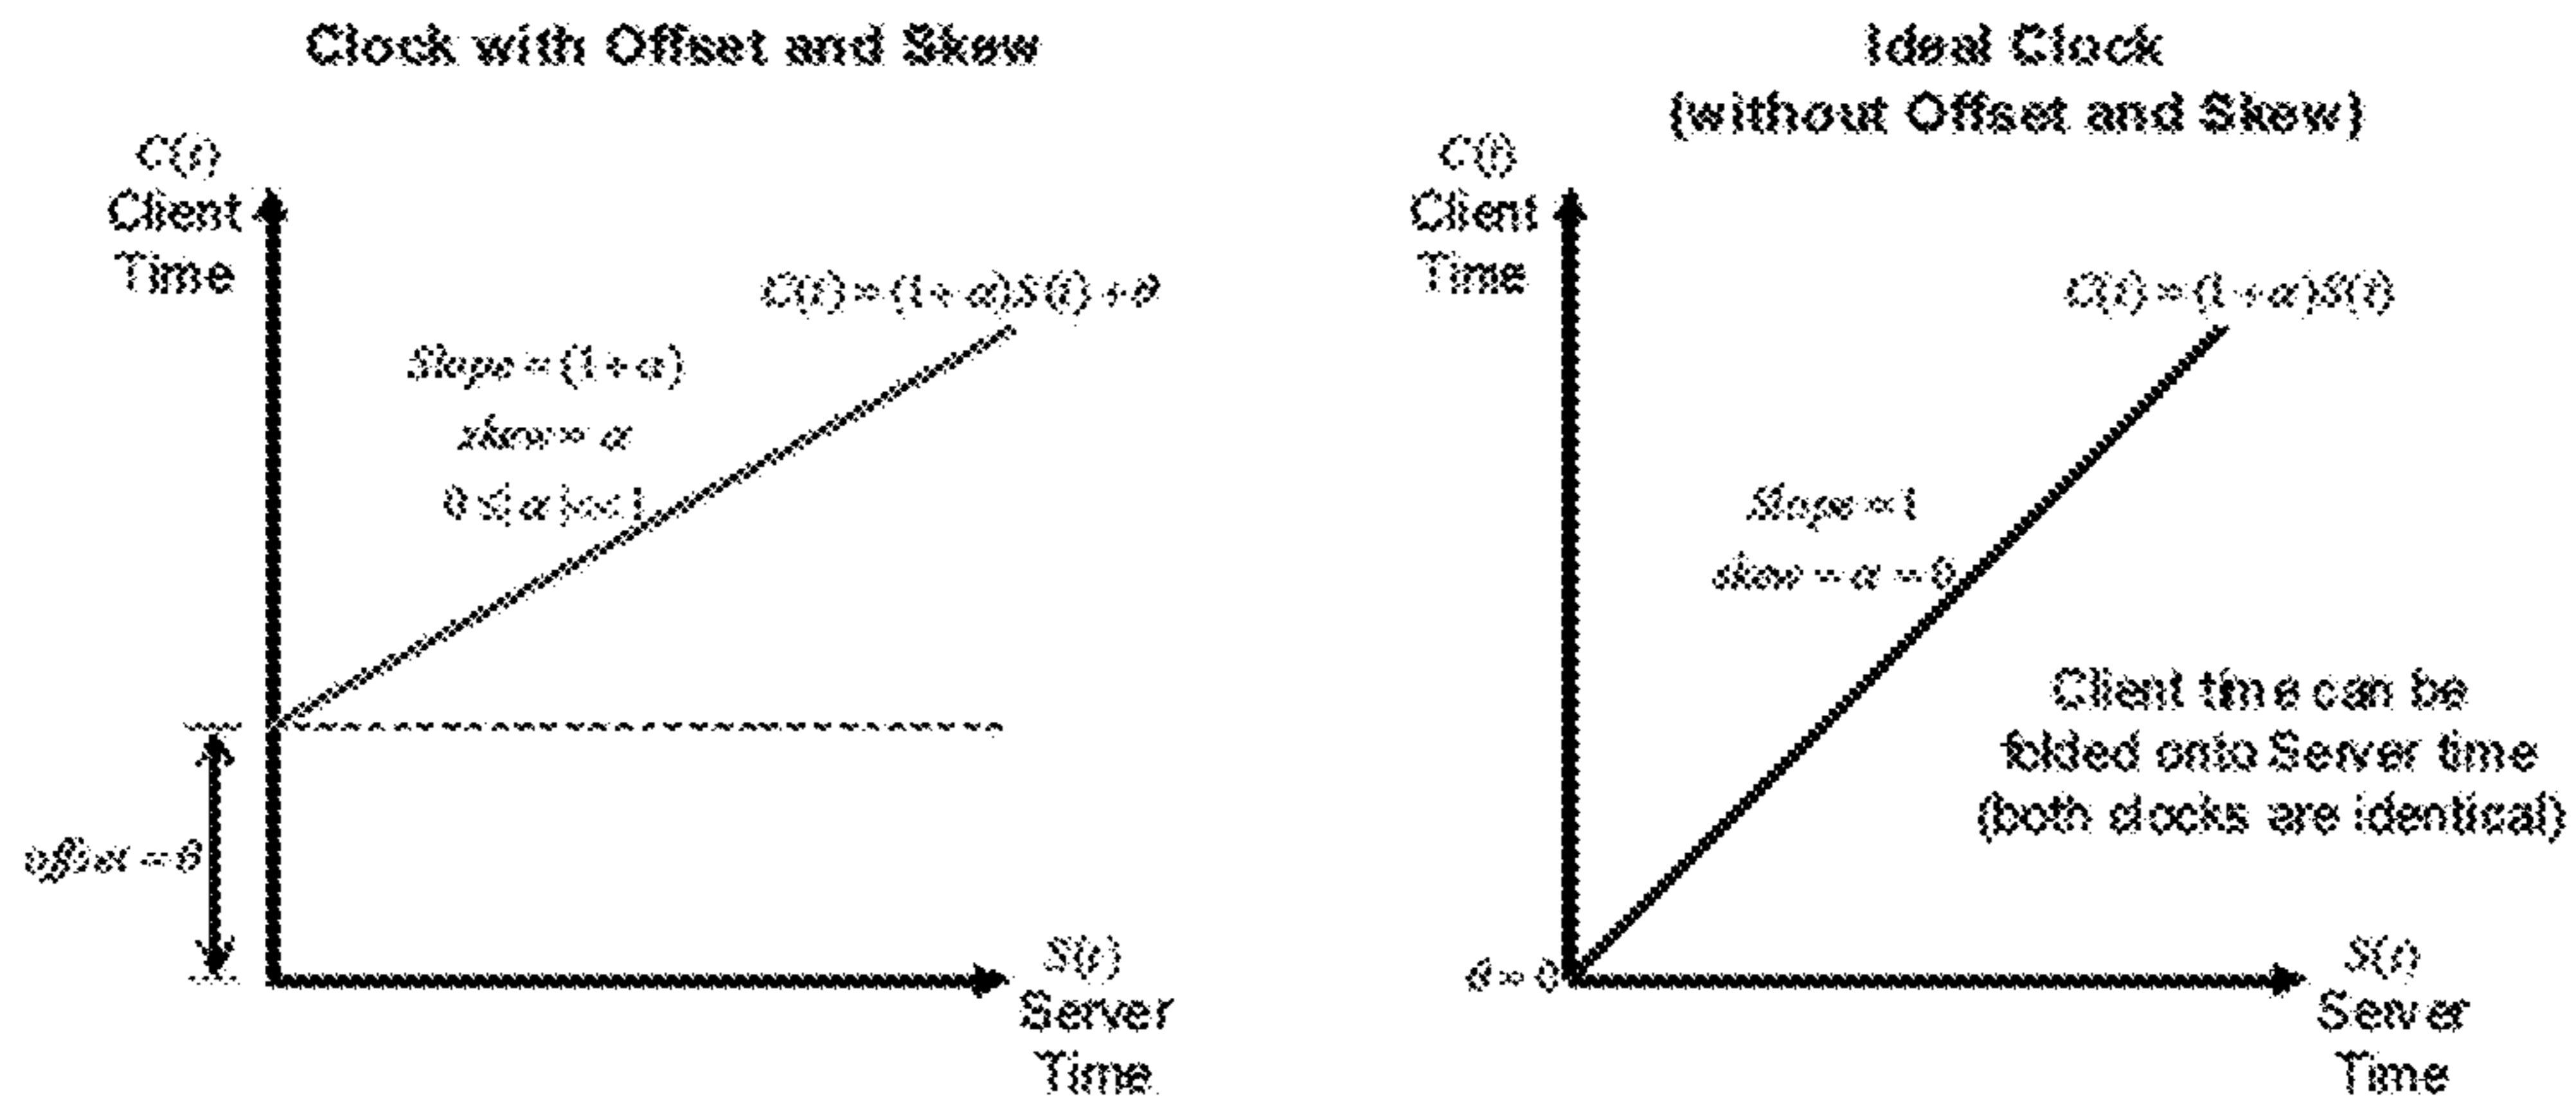 Clock with Offset and Skew
C(t)
Client
Time
C(t) = (1+α)S(t)+θ
Slope = (1+α)
skew = α
0 ≤| α |<< 1
offset = θ
S(t)
Server
Time
Ideal Clock
(without Offset and Skew)
C(t)
Client
Time
C(t) = (1+α)S(t)
Slope = 1
skew = α = 0
Client time can be
folded onto Server time
(both clocks are identical)
θ = 0
S(t)
Server
Time